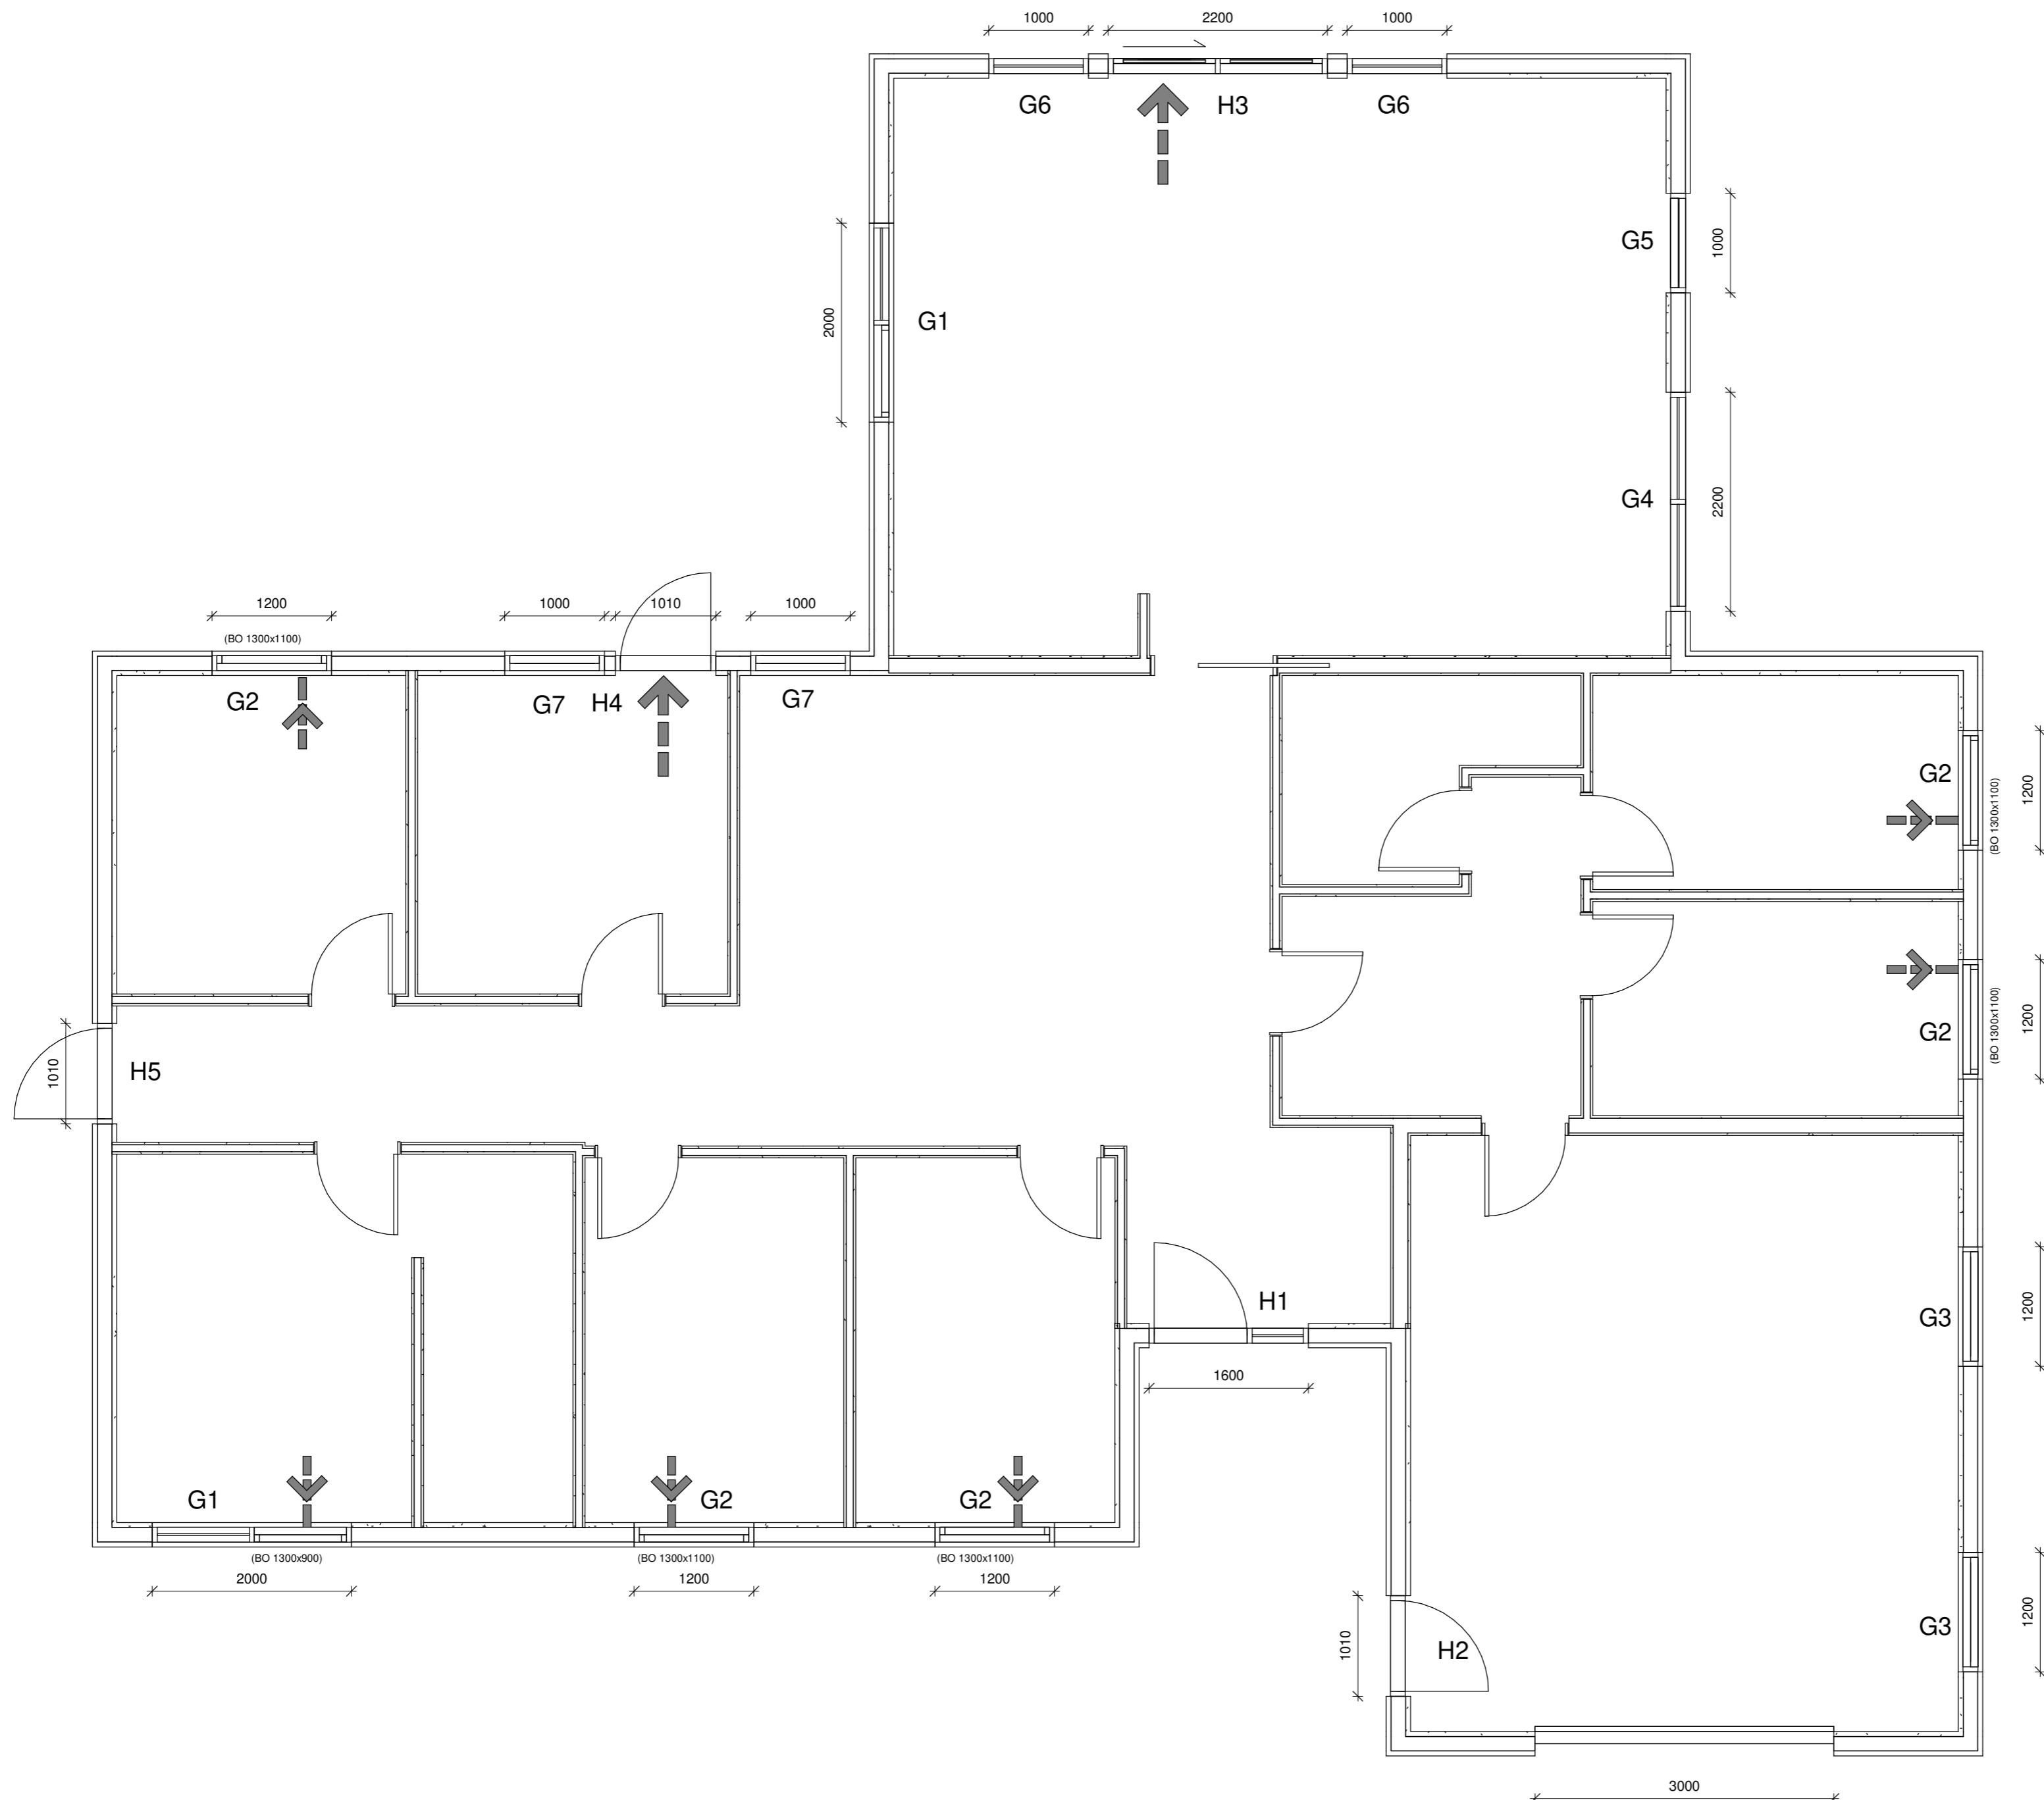 1000 2200 1000
G6 H3 G6
G5 1000
2000 G1
G4 2200
1200 1000 1010 1000
(BO 1300x1100)
G2 G7 H4 G7
G2 (BO 1300x1100) 1200
G2 (BO 1300x1100) 1200
1010 H5
H1
G3 1200
1600
G1 G2 G2
(BO 1300x900) (BO 1300x1100) (BO 1300x1100)
2000 1200 1200
G3 1200
1010 H2
3000